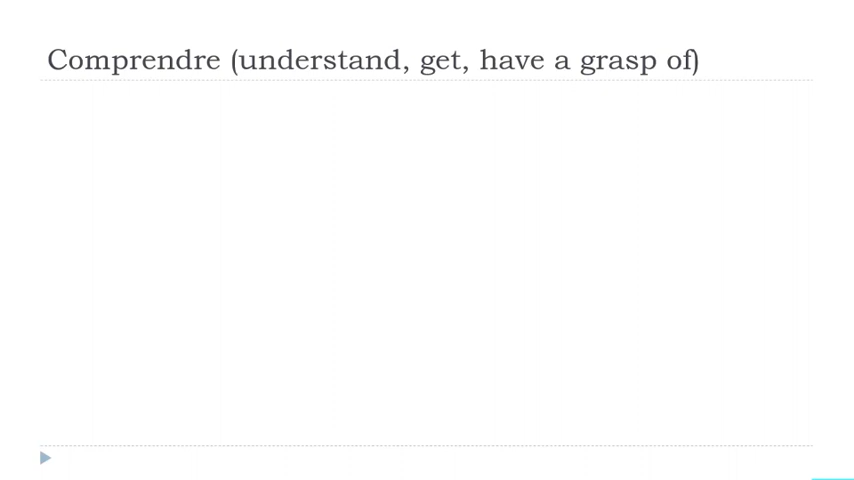 Comprendre (understand, get, have a grasp of)